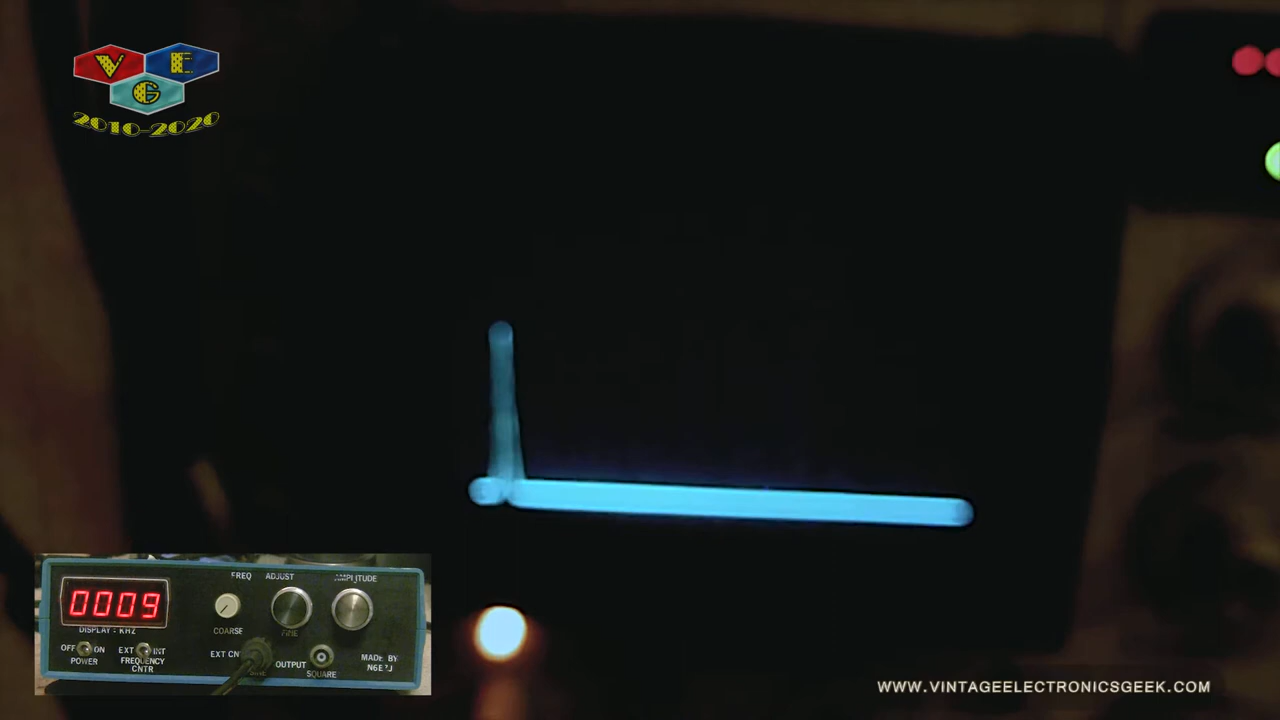 V E
G
2010-2020
0009
FREQ ADJUST AMPLITUDE
DISPLAY : KHZ
COARSE FINE
OFF ON EXT INT
POWER FREQUENCY
CNTR
EXT CNT OUTPUT
SQUARE
MADE BY
WWW.VINTAGEELECTRONICSGEEK.COM